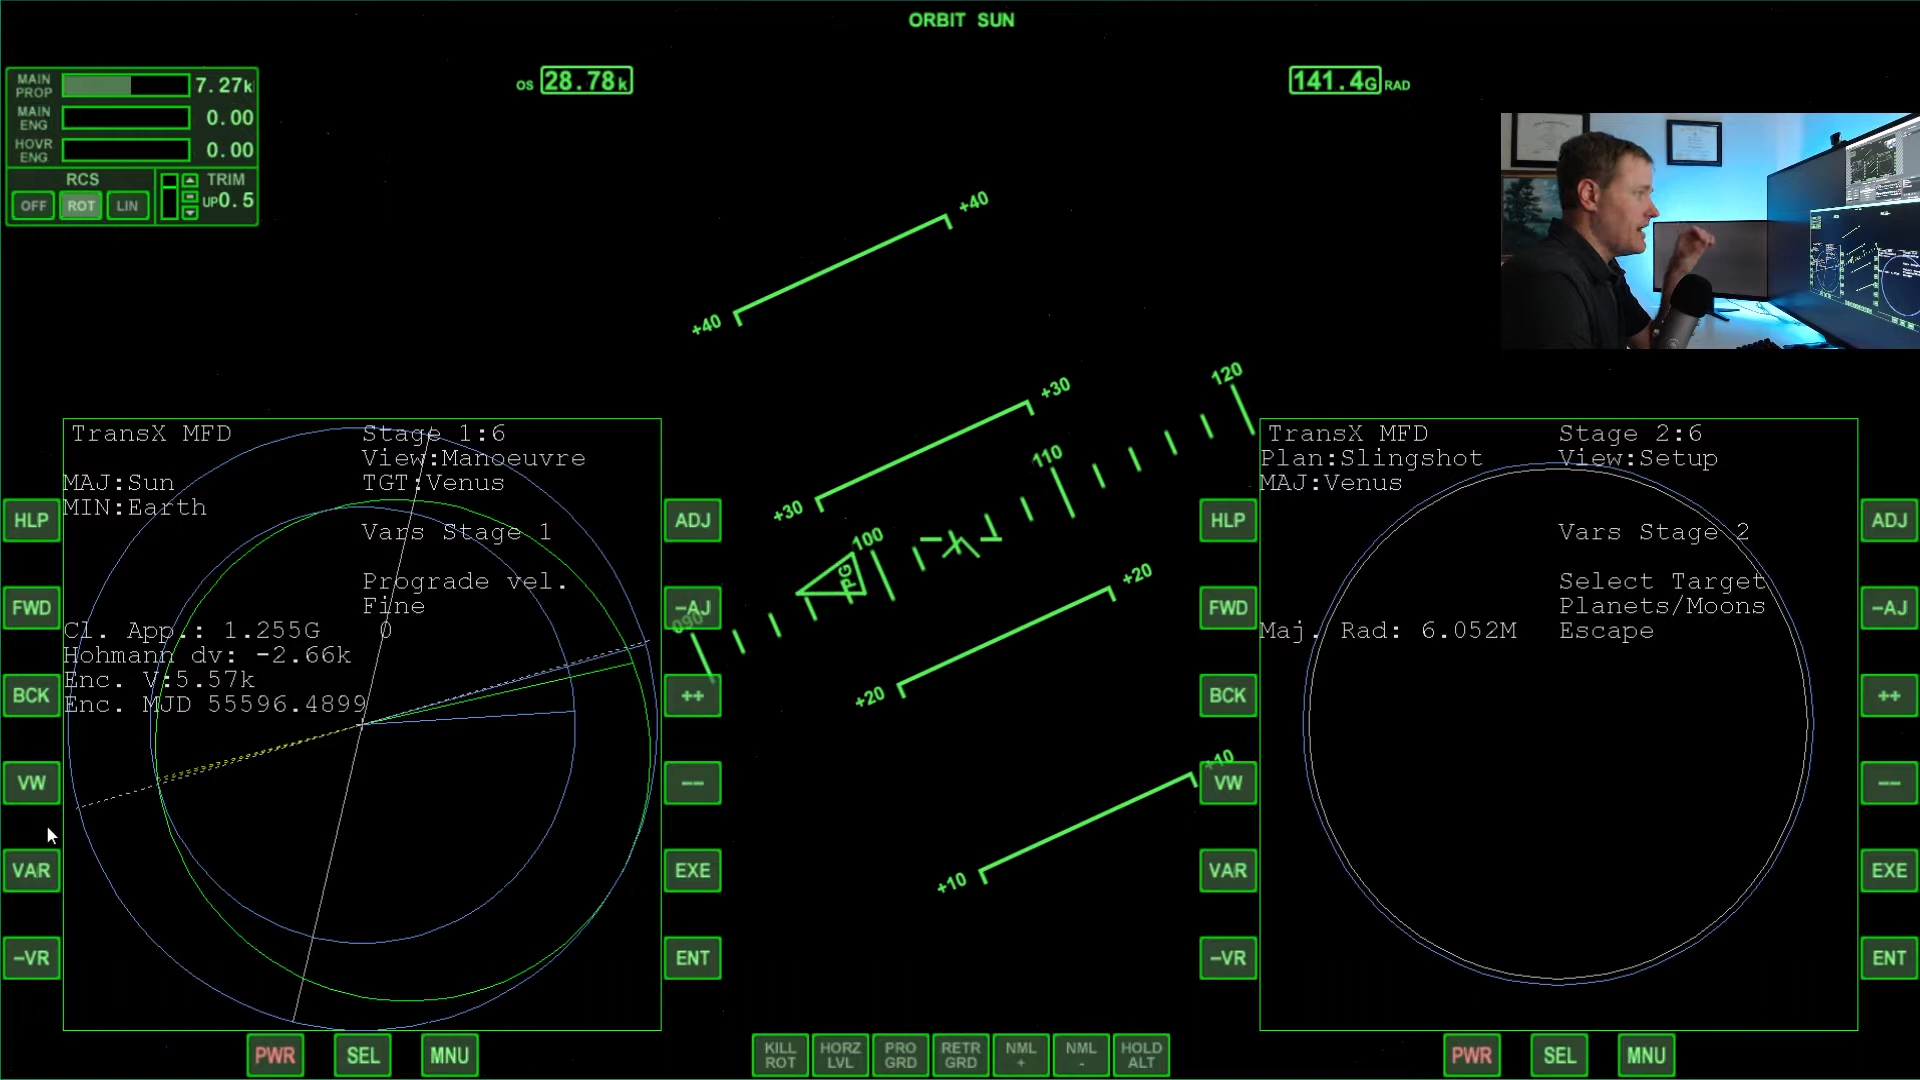 ORBIT SUN
MAIN PROP 7.27k
MAIN ENG 0.00
HOVR ENG 0.00
RCS
TRIM
OFF ROT LIN
UP 0.5
OS 28.78k
141.4G RAD
+40 +40
+30 +30
+20 +20
+10 +10
090 100 110 120
PG
TransX MFD Stage 1:6
View:Manoeuvre
MAJ:Sun TGT:Venus
MIN:Earth
Vars Stage 1
Prograde vel.
Fine
Cl. App.: 1.255G 0
Hohmann dv: -2.66k
Enc. V:5.57k
Enc. MJD 55596.4899
HLP
FWD
BCK
VW
VAR
-VR
ADJ
-AJ
++
--
EXE
ENT
PWR SEL MNU
KILL ROT
HORZ LVL
PRO GRD
RETR GRD
NML +
NML -
HOLD ALT
TransX MFD Stage 2:6
Plan:Slingshot View:Setup
MAJ:Venus
Vars Stage 2
Select Target
Planets/Moons
Maj. Rad: 6.052M Escape
HLP
FWD
BCK
VW
VAR
-VR
ADJ
-AJ
++
--
EXE
ENT
PWR SEL MNU